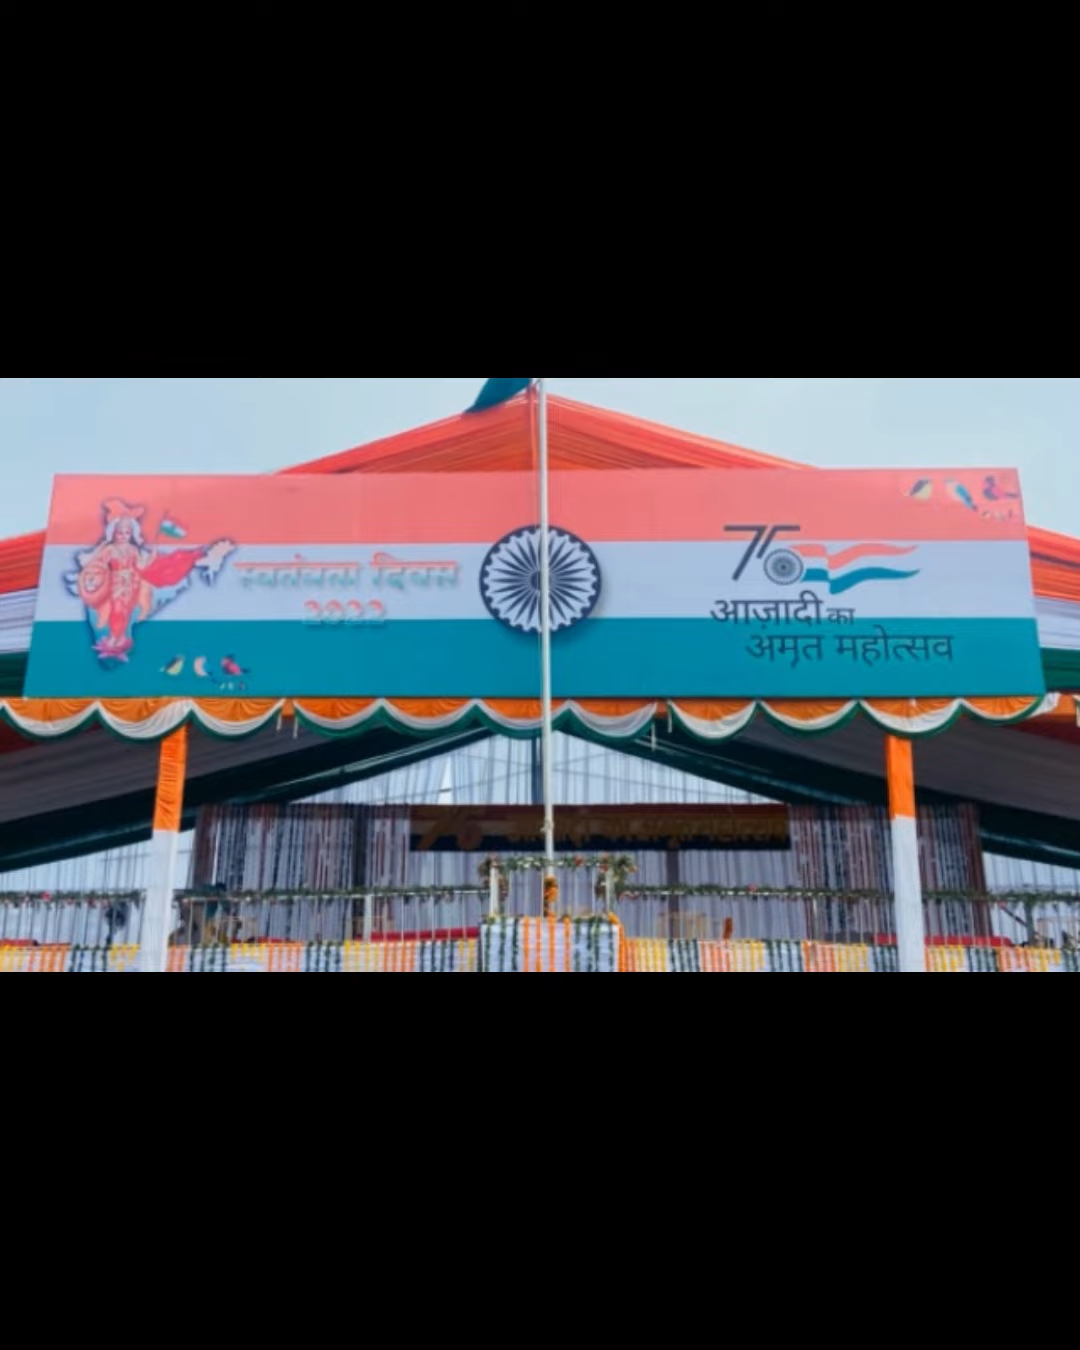 स्वतंत्रता दिवस
2022
75
आज़ादी का
अमृत महोत्सव